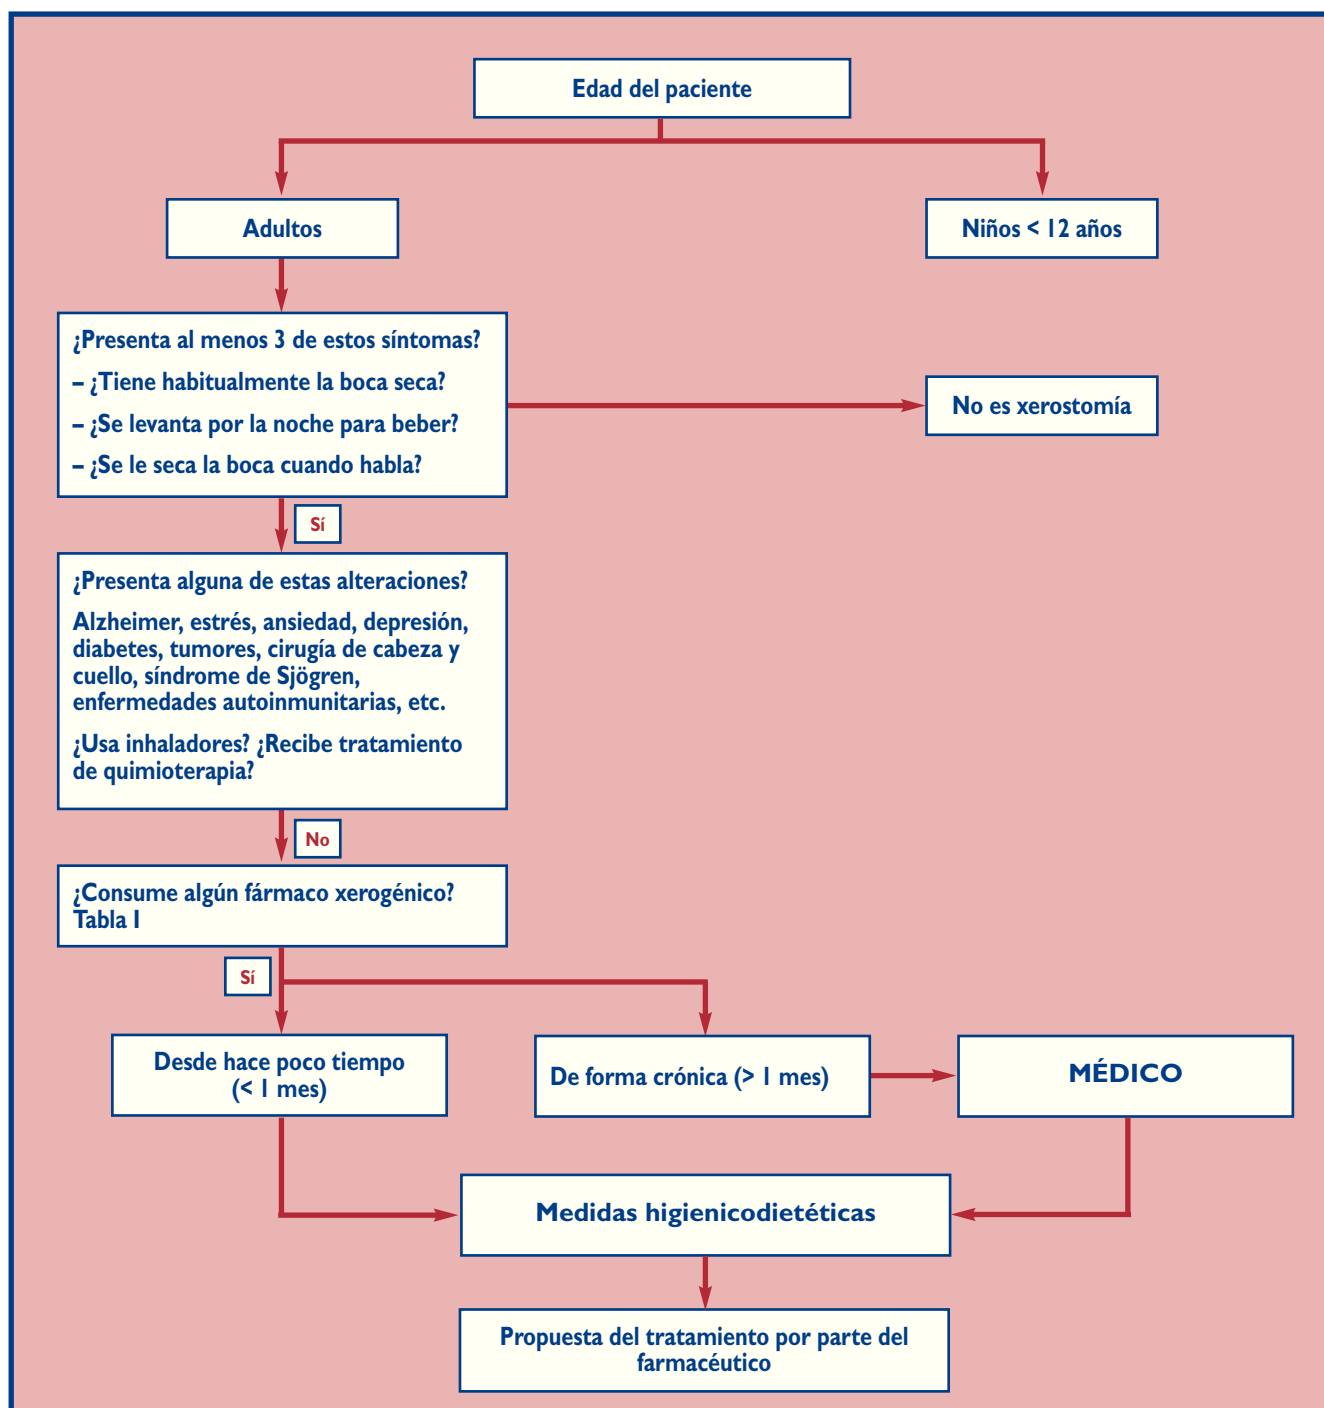 Edad del paciente
Adultos
Niños < 12 años
¿Presenta al menos 3 de estos síntomas?
– ¿Tiene habitualmente la boca seca?
– ¿Se levanta por la noche para beber?
– ¿Se le seca la boca cuando habla?
No es xerostomía
Sí
¿Presenta alguna de estas alteraciones?
Alzheimer, estrés, ansiedad, depresión,
diabetes, tumores, cirugía de cabeza y
cuello, síndrome de Sjögren,
enfermedades autoinmunitarias, etc.
¿Usa inhaladores? ¿Recibe tratamiento
de quimioterapia?
No
¿Consume algún fármaco xerogénico?
Tabla I
Sí
Desde hace poco tiempo
(< 1 mes)
De forma crónica (> 1 mes)
MÉDICO
Medidas higienicodietéticas
Propuesta del tratamiento por parte del
farmacéutico